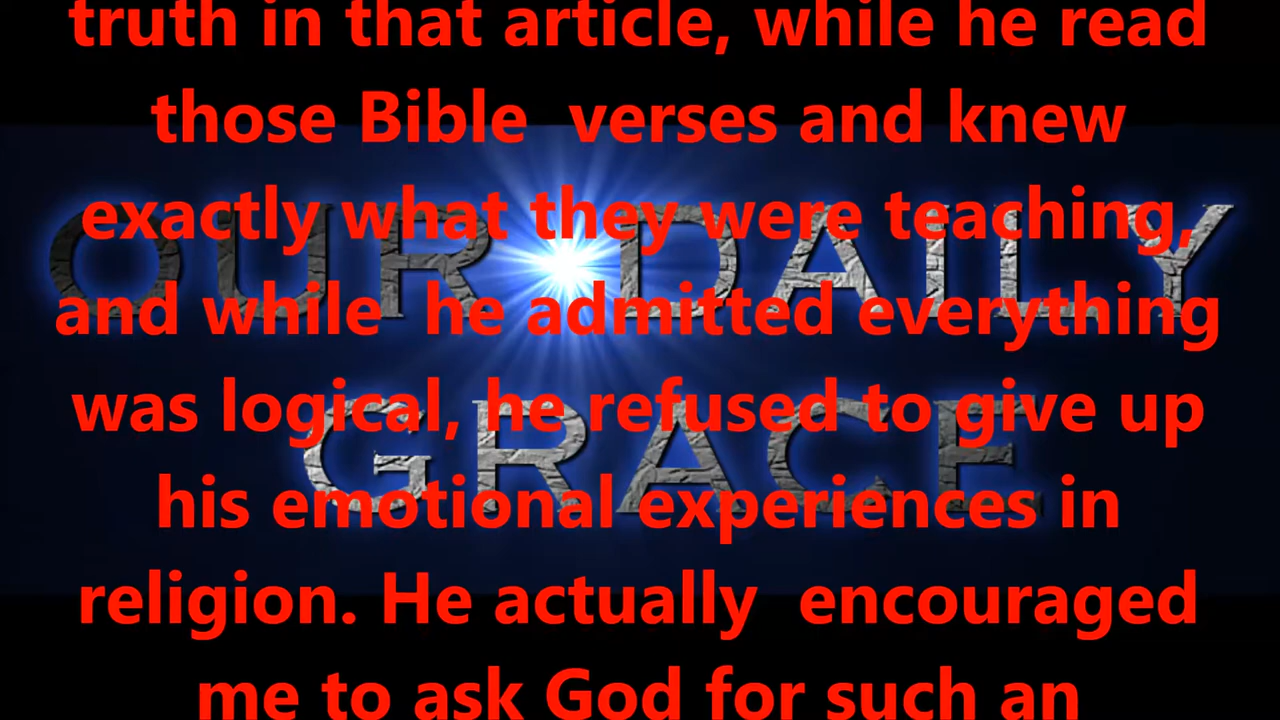 truth in that article, while he read
those Bible verses and knew
exactly what they were teaching,
OUR DAILY
and while he admitted everything
was logical, he refused to give up
GRACE
his emotional experiences in
religion. He actually encouraged
me to ask God for such an